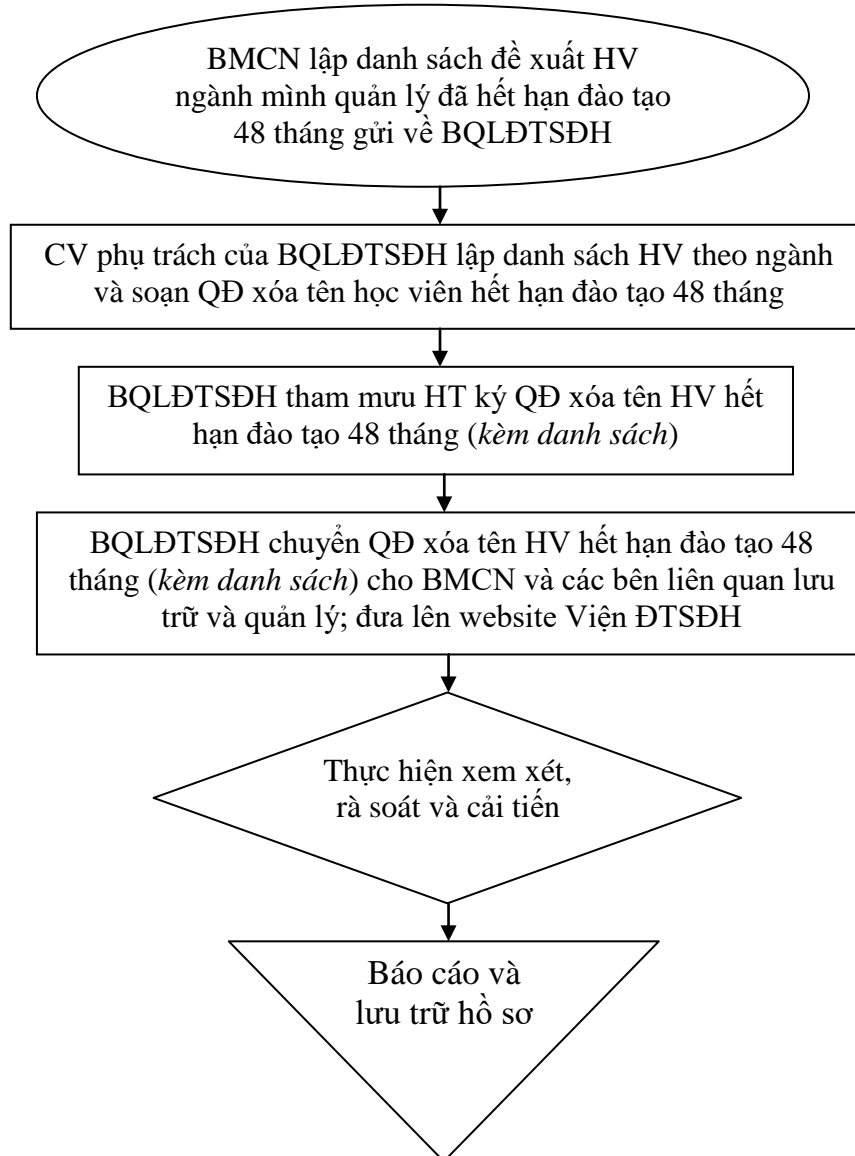 BMCN lập danh sách đề xuất HV
ngành mình quản lý đã hết hạn đào tạo
48 tháng gửi về BQLĐTSĐH
CV phụ trách của BQLĐTSĐH lập danh sách HV theo ngành
và soạn QĐ xóa tên học viên hết hạn đào tạo 48 tháng
BQLĐTSĐH tham mưu HT ký QĐ xóa tên HV hết
hạn đào tạo 48 tháng (kèm danh sách)
BQLĐTSĐH chuyển QĐ xóa tên HV hết hạn đào tạo 48
tháng (kèm danh sách) cho BMCN và các bên liên quan lưu
trữ và quản lý; đưa lên website Viện ĐTSĐH
Thực hiện xem xét,
rà soát và cải tiến
Báo cáo và
lưu trữ hồ sơ